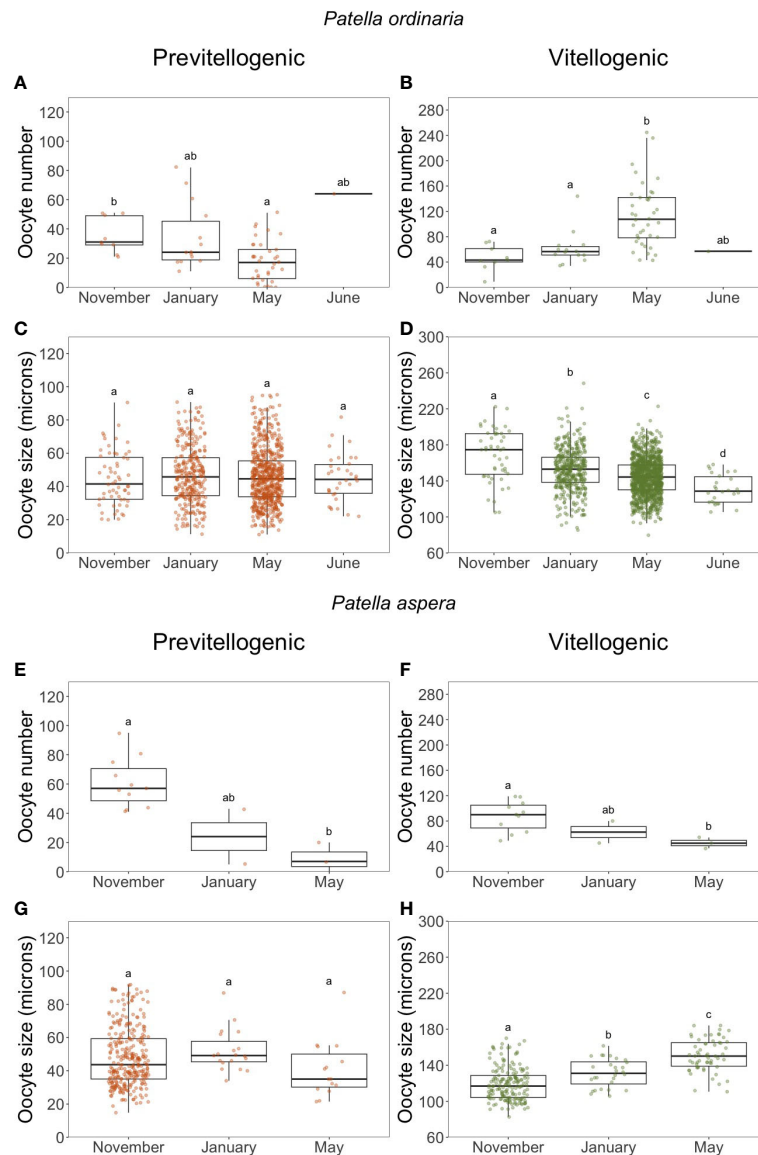 Patella ordinaria
Previtellogenic
Vitellogenic
A
Oocyte number
120
100
80
60
40
20
0
b
ab
a
ab
November
January
May
June
B
Oocyte number
280
240
200
160
120
80
40
0
a
a
b
ab
November
January
May
June
C
Oocyte size (microns)
120
100
80
60
40
20
0
a
a
a
a
November
January
May
June
D
Oocyte size (microns)
300
260
220
180
140
100
60
a
b
c
d
November
January
May
June
Patella aspera
Previtellogenic
Vitellogenic
E
Oocyte number
120
100
80
60
40
20
0
a
ab
b
November
January
May
F
Oocyte number
280
240
200
160
120
80
40
0
a
ab
b
November
January
May
G
Oocyte size (microns)
120
100
80
60
40
20
0
a
a
a
November
January
May
H
Oocyte size (microns)
300
260
220
180
140
100
60
a
b
c
November
January
May